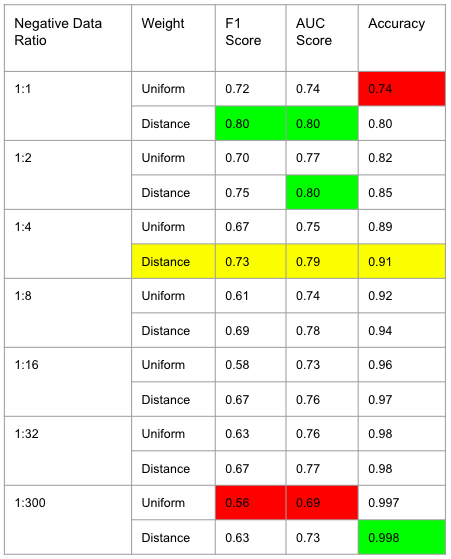 Negative Data Ratio Weight F1 Score AUC Score Accuracy
1:1 Uniform 0.72 0.74 0.74
Distance 0.80 0.80 0.80
1:2 Uniform 0.70 0.77 0.82
Distance 0.75 0.80 0.85
1:4 Uniform 0.67 0.75 0.89
Distance 0.73 0.79 0.91
1:8 Uniform 0.61 0.74 0.92
Distance 0.69 0.78 0.94
1:16 Uniform 0.58 0.73 0.96
Distance 0.67 0.76 0.97
1:32 Uniform 0.63 0.76 0.98
Distance 0.67 0.77 0.98
1:300 Uniform 0.56 0.69 0.997
Distance 0.63 0.73 0.998